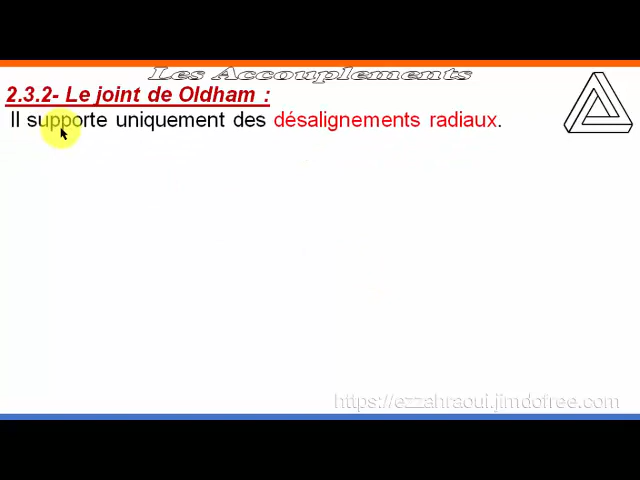 Les Accouplements
2.3.2- Le joint de Oldham :
Il supporte uniquement des désalignements radiaux.
https://ezzahraoui.jimdofree.com